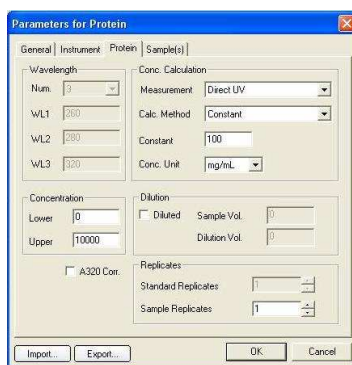 Parameters for Protein
General Instrument Protein Sample(s)
Wavelength
Num. 3
WL1 260
WL2 280
WL3 320
Conc. Calculation
Measurement Direct UV
Calc. Method Constant
Constant 100
Conc. Unit mg/mL
Concentration
Lower 0
Upper 10000
A320 Corr.
Dilution
Diluted Sample Vol. 0
Dilution Vol. 0
Replicates
Standard Replicates 1
Sample Replicates 1
Import... Export... OK Cancel